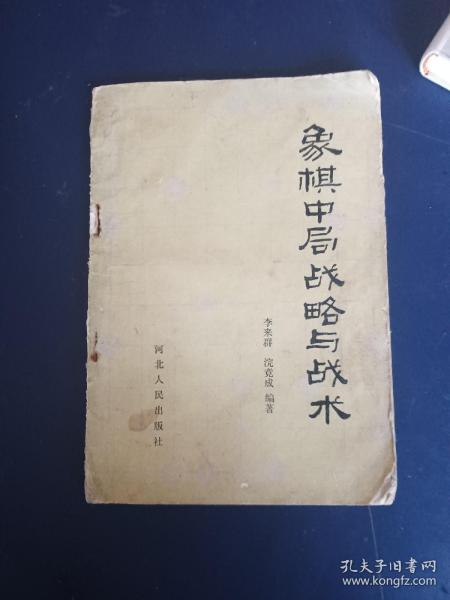 象棋中局战略与战术
李来群 浣竟成 编著
河北人民出版社
孔夫子旧书网
www.kongfz.com